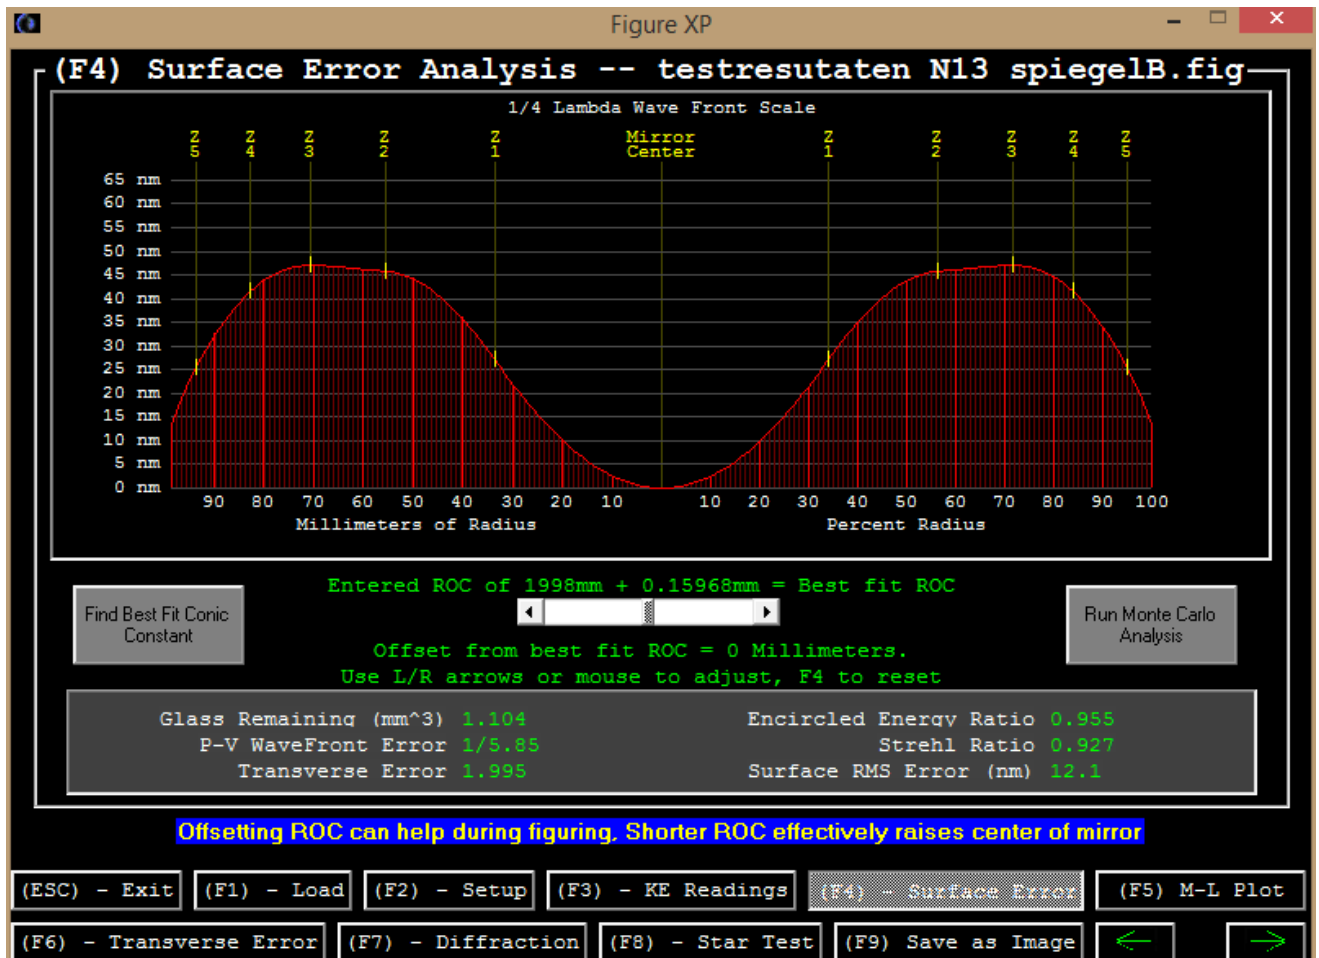 Figure XP
(F4) Surface Error Analysis -- testresutaten N13 spiegelB.fig
1/4 Lambda Wave Front Scale
Z5 Z4 Z3 Z2 Z1 Mirror Center Z1 Z2 Z3 Z4 Z5
65 nm
60 nm
55 nm
50 nm
45 nm
40 nm
35 nm
30 nm
25 nm
20 nm
15 nm
10 nm
5 nm
0 nm
90 80 70 60 50 40 30 20 10 10 20 30 40 50 60 70 80 90 100
Millimeters of Radius Percent Radius
Entered ROC of 1998mm + 0.15968mm = Best fit ROC
Find Best Fit Conic Constant
Run Monte Carlo Analysis
Offset from best fit ROC = 0 Millimeters.
Use L/R arrows or mouse to adjust, F4 to reset
Glass Remaining (mm^3) 1.104 Encircled Energy Ratio 0.955
P-V WaveFront Error 1/5.85 Strehl Ratio 0.927
Transverse Error 1.995 Surface RMS Error (nm) 12.1
Offsetting ROC can help during figuring, Shorter ROC effectively raises center of mirror
(ESC) - Exit (F1) - Load (F2) - Setup (F3) - KE Readings (F4) - Surface Error (F5) M-L Plot
(F6) - Transverse Error (F7) - Diffraction (F8) - Star Test (F9) Save as Image